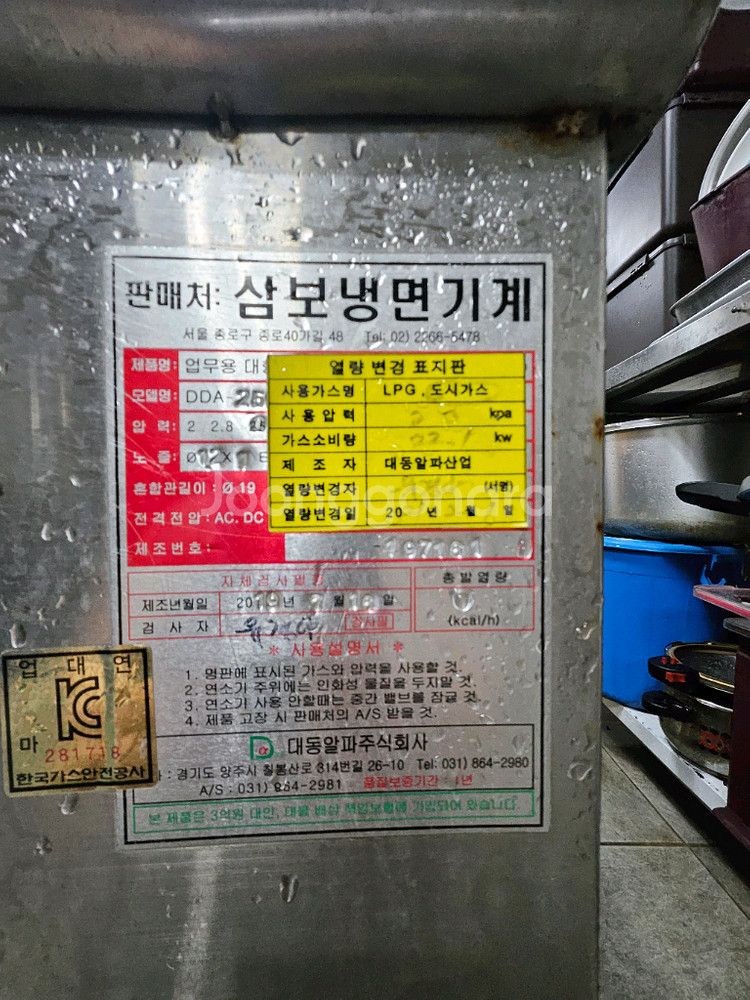 판매처: 삼보냉면기계
서울 종로구 종로40가길 48 Tel: 02) 2266-5478
제품명: 업무용 대
열량 변경 표지판
모델명: DDA-25
사용가스명 LPG, 도시가스
압 력: 2 2.8
사용압력 kpa
가스소비량 kw
노 즐:
제 조 자 대동알파산업
혼합관길이: Ø 19
열량변경자 (서명)
전격전압: AC. DC
열량변경일 20 년 월 일
제조번호: 197161
Joonggonara
자체검사필증 총발열량
제조년월일 2019년 월 일
검 사 자 검사필 (kcal/h)
* 사용설명서 *
1. 명판에 표시된 가스와 압력을 사용할 것.
2. 연소기 주위에는 인화성 물질을 두지말 것.
3. 연소기 사용 안할때는 중간 밸브를 잠글 것.
4. 제품 고장 시 판매처의 A/S 받을 것.
업 대 연
KC
마 281718
한국가스안전공사
대동알파주식회사
: 경기도 양주시 칠봉산로 314번길 26-10 Tel: 031) 864-2980
A/S : 031) 864-2981 품질보증기간 : 1년
본 제품은 3억원 대인, 대물 배상 책임보험에 가입되어 있습니다.